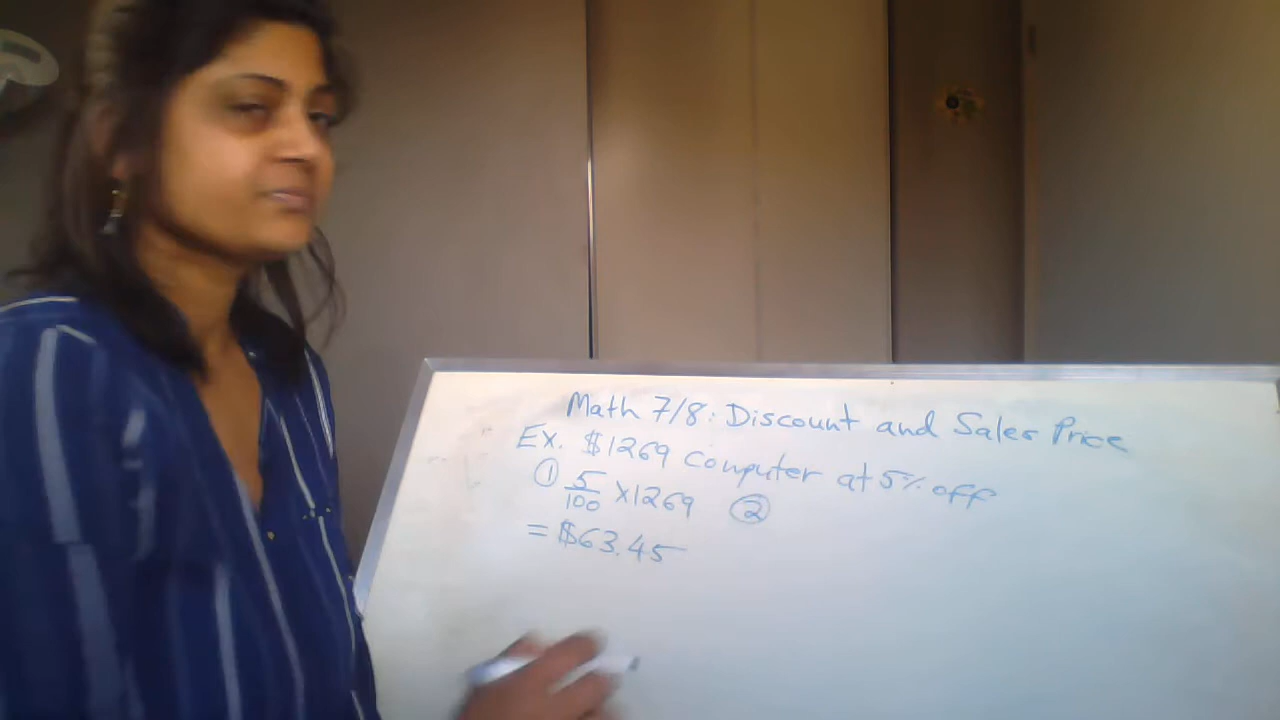 Math 7/8: Discount and Sales Price
Ex. $1269 Computer at 5% off
① 5/100 x1269 ②
= $63.45